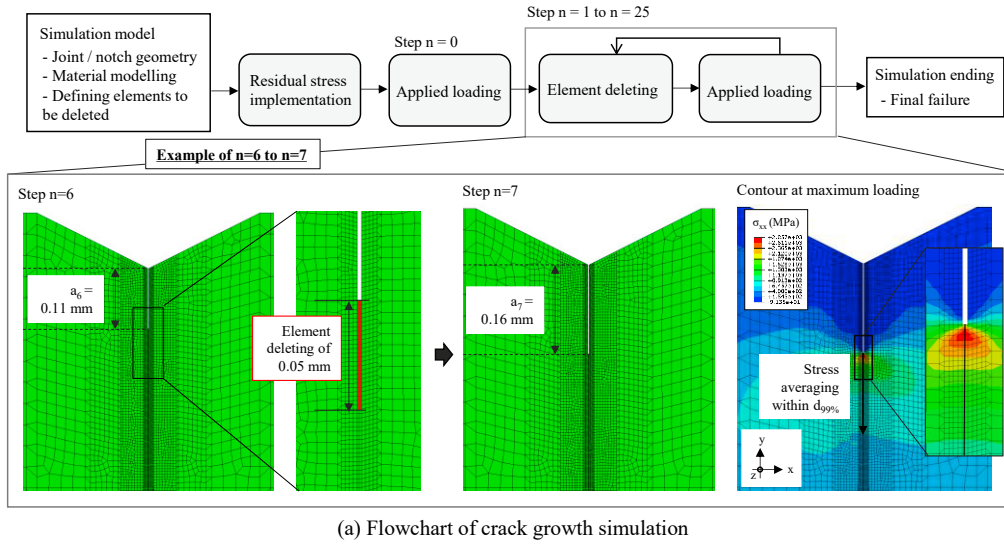 Simulation model
- Joint / notch geometry
- Material modelling
- Defining elements to
be deleted
Residual stress
implementation
Step n = 0
Applied loading
Step n = 1 to n = 25
Element deleting
Applied loading
Simulation ending
- Final failure
Example of n=6 to n=7
Step n=6
a6 =
0.11 mm
Element
deleting of
0.05 mm
Step n=7
a7 =
0.16 mm
Contour at maximum loading
σxx (MPa)
Stress
averaging
within d99%
y
z
x
(a) Flowchart of crack growth simulation